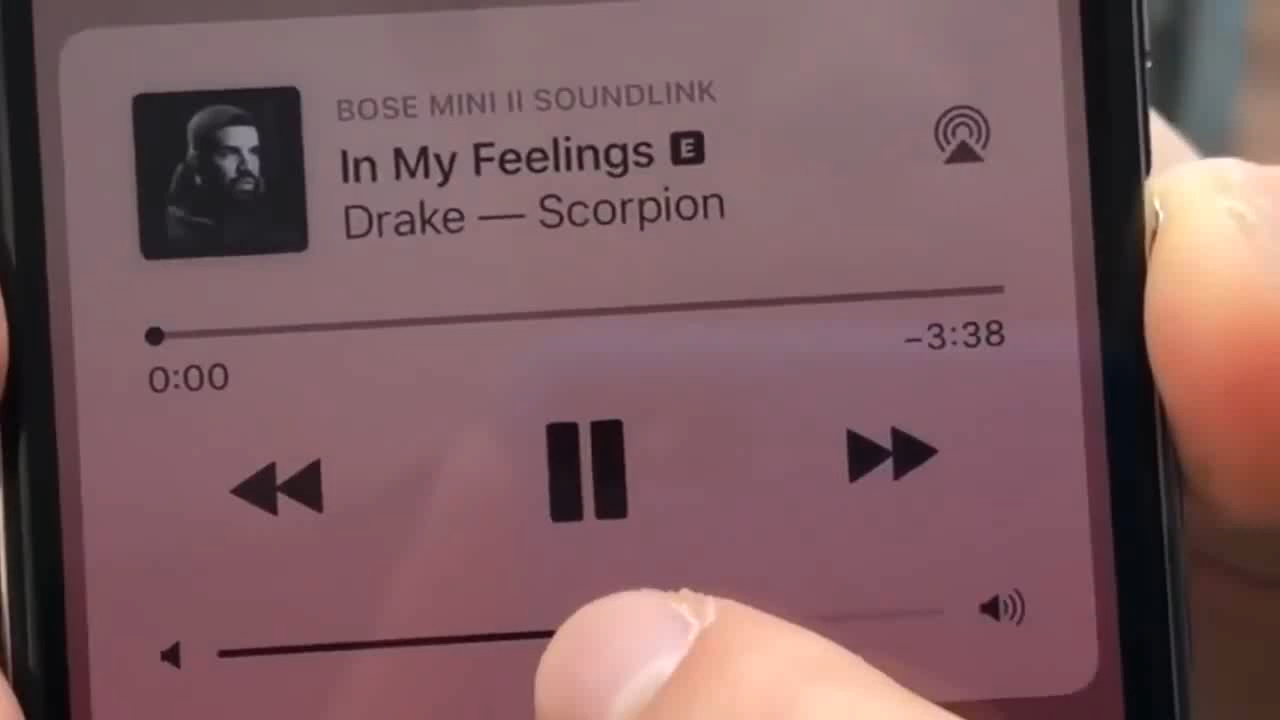 BOSE MINI II SOUNDLINK
In My Feelings E
Drake — Scorpion
0:00
-3:38